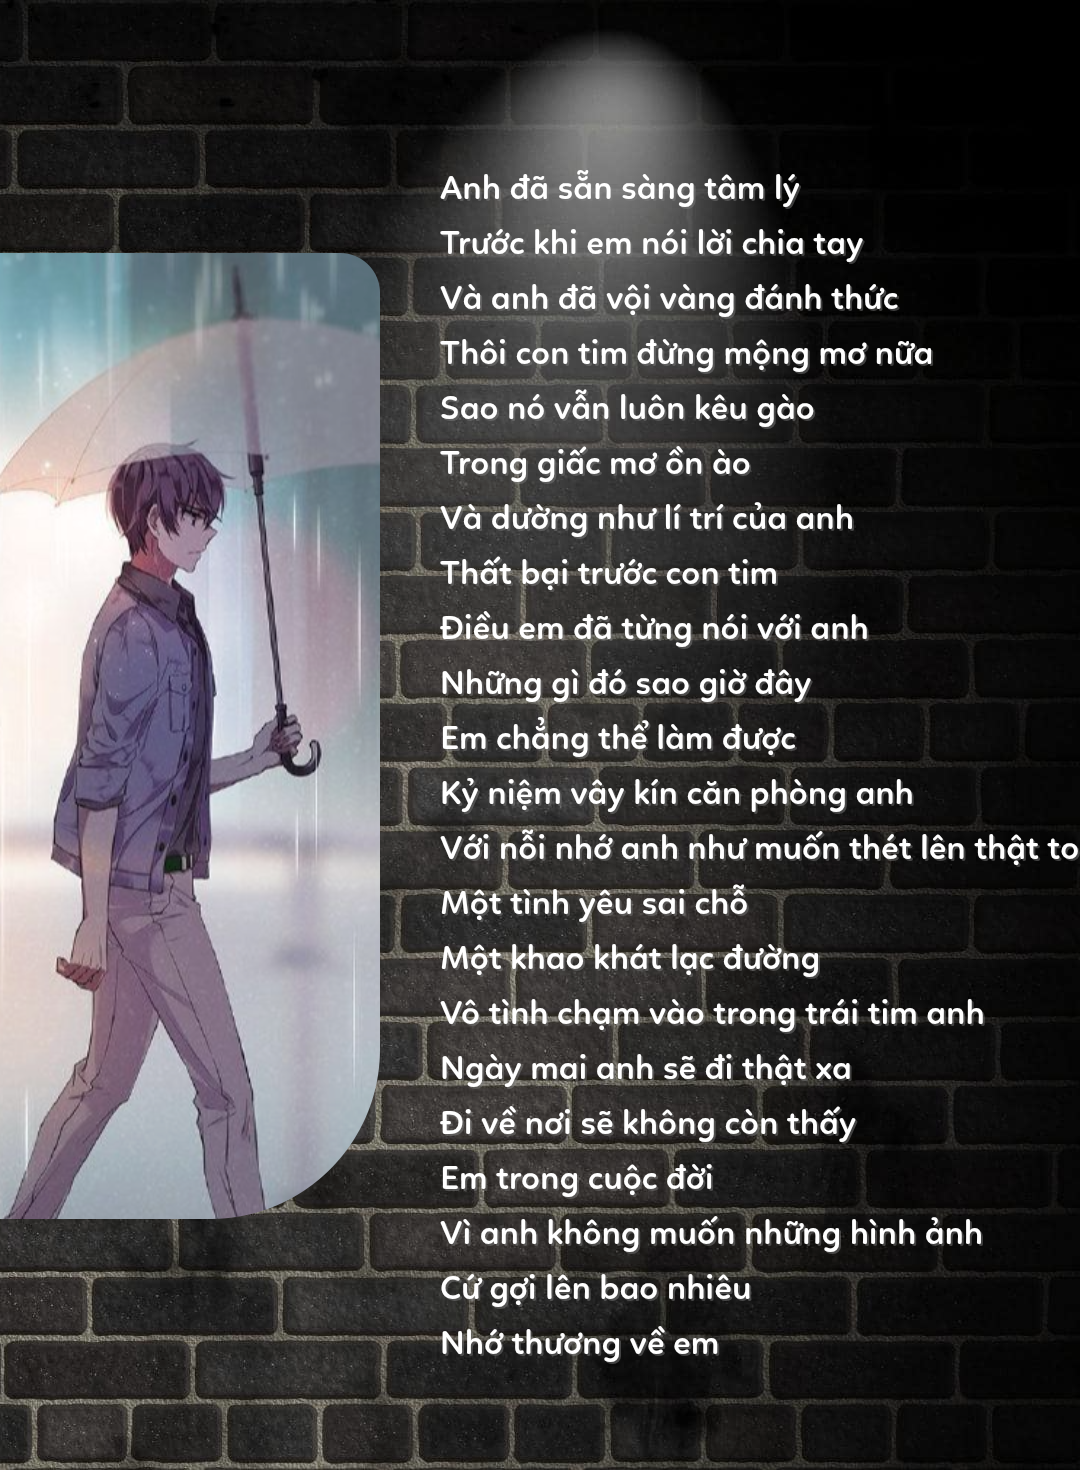 Anh đã sẵn sàng tâm lý
Trước khi em nói lời chia tay
Và anh đã vội vàng đánh thức
Thôi con tim đừng mộng mơ nữa
Sao nó vẫn luôn kêu gào
Trong giấc mơ ồn ào
Và dường như lí trí của anh
Thất bại trước con tim
Điều em đã từng nói với anh
Những gì đó sao giờ đây
Em chẳng thể làm được
Kỷ niệm vây kín căn phòng anh
Với nỗi nhớ anh như muốn thét lên thật to
Một tình yêu sai chỗ
Một khao khát lạc đường
Vô tình chạm vào trong trái tim anh
Ngày mai anh sẽ đi thật xa
Đi về nơi sẽ không còn thấy
Em trong cuộc đời
Vì anh không muốn những hình ảnh
Cứ gợi lên bao nhiêu
Nhớ thương về em